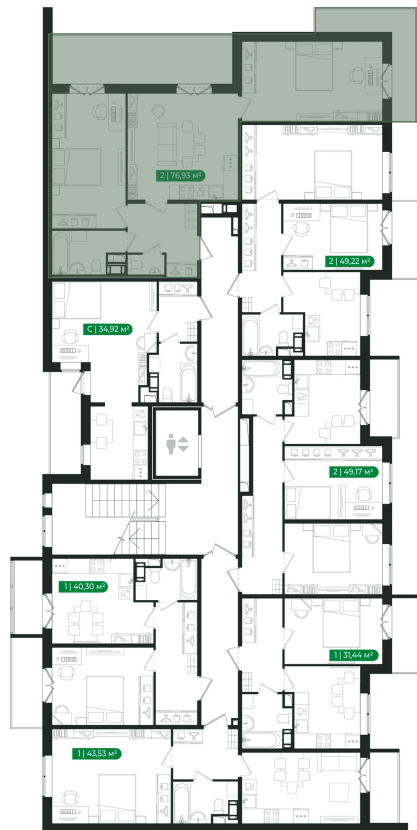 2 | 76,93 м²
2 | 49,22 м²
С | 34,92 м²
2 | 49,17 м²
1 | 40,30 м²
1 | 31,44 м²
1 | 43,53 м²